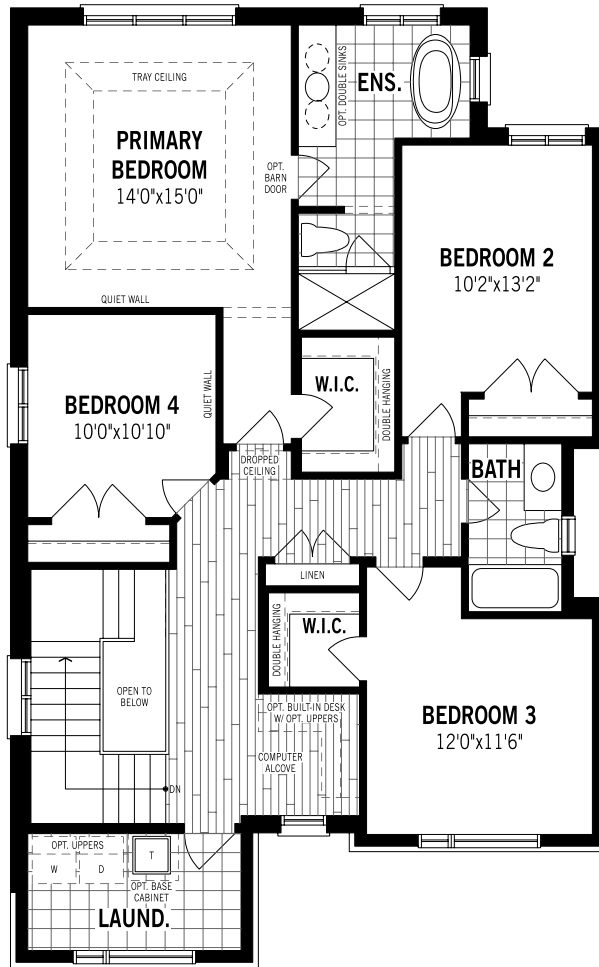 TRAY CEILING
PRIMARY
BEDROOM
14'0"x15'0"
QUIET WALL
OPT. DOUBLE SINKS
ENS.
OPT.
BARN
DOOR
BEDROOM 2
10'2"x13'2"
BEDROOM 4
10'0"x10'10"
QUIET WALL
W.I.C.
DOUBLE HANGING
DROPPED
CEILING
BATH
LINEN
DOUBLE HANGING
W.I.C.
OPEN TO
BELOW
DN
OPT. BUILT-IN DESK
W/ OPT. UPPERS
COMPUTER
ALCOVE
BEDROOM 3
12'0"x11'6"
OPT. UPPERS
W
D
T
OPT. BASE
CABINET
LAUND.